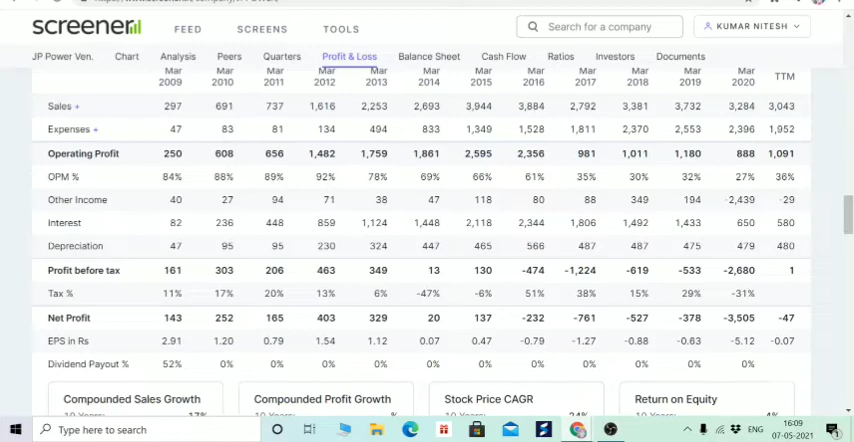 screener
FEED SCREENS TOOLS
Search for a company
KUMAR NITESH
JP Power Ven. Chart Analysis Peers Quarters Profit & Loss Balance Sheet Cash Flow Ratios Investors Documents
Mar 2009 Mar 2010 Mar 2011 Mar 2012 Mar 2013 Mar 2014 Mar 2015 Mar 2016 Mar 2017 Mar 2018 Mar 2019 Mar 2020 TTM
Sales + 297 691 737 1,616 2,253 2,693 3,944 3,884 2,792 3,381 3,732 3,284 3,043
Expenses + 47 83 81 134 494 833 1,349 1,528 1,811 2,370 2,553 2,396 1,952
Operating Profit 250 608 656 1,482 1,759 1,861 2,595 2,356 981 1,011 1,180 888 1,091
OPM % 84% 88% 89% 92% 78% 69% 66% 61% 35% 30% 32% 27% 36%
Other Income 40 27 94 71 38 47 118 80 88 349 194 -2,439 -29
Interest 82 236 448 859 1,124 1,448 2,118 2,344 1,806 1,492 1,433 650 580
Depreciation 47 95 95 230 324 447 465 566 487 487 475 479 480
Profit before tax 161 303 206 463 349 13 130 -474 -1,224 -619 -533 -2,680 1
Tax % 11% 17% 20% 13% 6% -47% -6% 51% 38% 15% 29% -31%
Net Profit 143 252 165 403 329 20 137 -232 -761 -527 -378 -3,505 -47
EPS in Rs 2.91 1.20 0.79 1.54 1.12 0.07 0.47 -0.79 -1.27 -0.88 -0.63 -5.12 -0.07
Dividend Payout % 52% 0% 0% 0% 0% 0% 0% 0% 0% 0% 0% 0%
Compounded Sales Growth Compounded Profit Growth Stock Price CAGR Return on Equity
Type here to search
ENG
16:09
07-05-2021